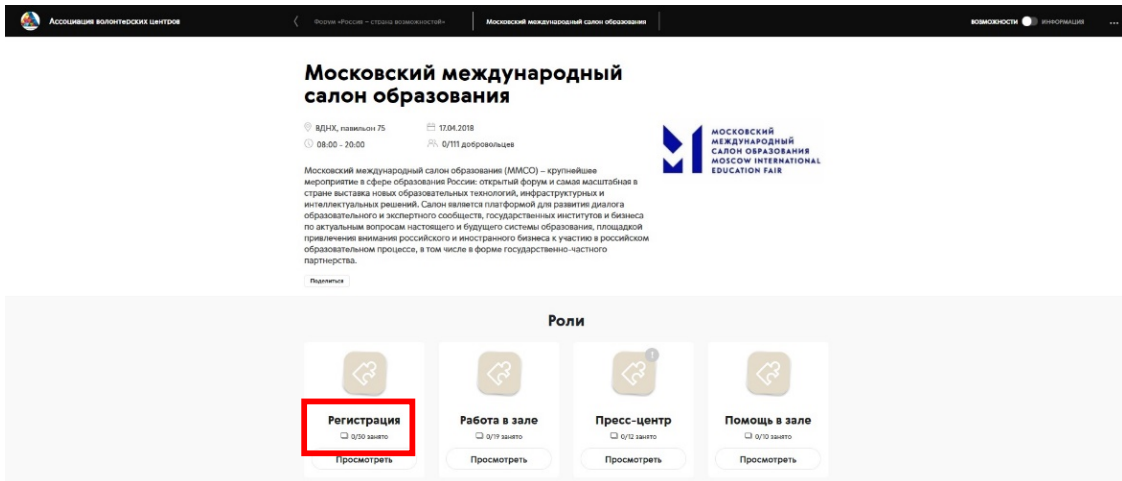 Ассоциация волонтерских центров
Форум «Россия – страна возможностей»
Московский международный салон образования
ВОЗМОЖНОСТИ
ИНФОРМАЦИЯ
...
Московский международный
салон образования
ВДНХ, павильон 75
17.04.2018
08:00 - 20:00
0/111 добровольцев
МОСКОВСКИЙ
МЕЖДУНАРОДНЫЙ
САЛОН ОБРАЗОВАНИЯ
MOSCOW INTERNATIONAL
EDUCATION FAIR
Московский международный салон образования (ММСО) – крупнейшее
мероприятие в сфере образования России: открытый форум и самая масштабная в
стране выставка новых образовательных технологий, инфраструктурных и
интеллектуальных решений. Салон является платформой для развития диалога
образовательного и экспертного сообществ, государственных институтов и бизнеса
по актуальным вопросам настоящего и будущего системы образования, площадкой
привлечения внимания российского и иностранного бизнеса к участию в российском
образовательном процессе, в том числе в форме государственно-частного
партнерства.
Поделиться
Роли
Регистрация
0/50 занято
Просмотреть
Работа в зале
0/19 занято
Просмотреть
Пресс-центр
0/12 занято
Просмотреть
Помощь в зале
0/10 занято
Просмотреть